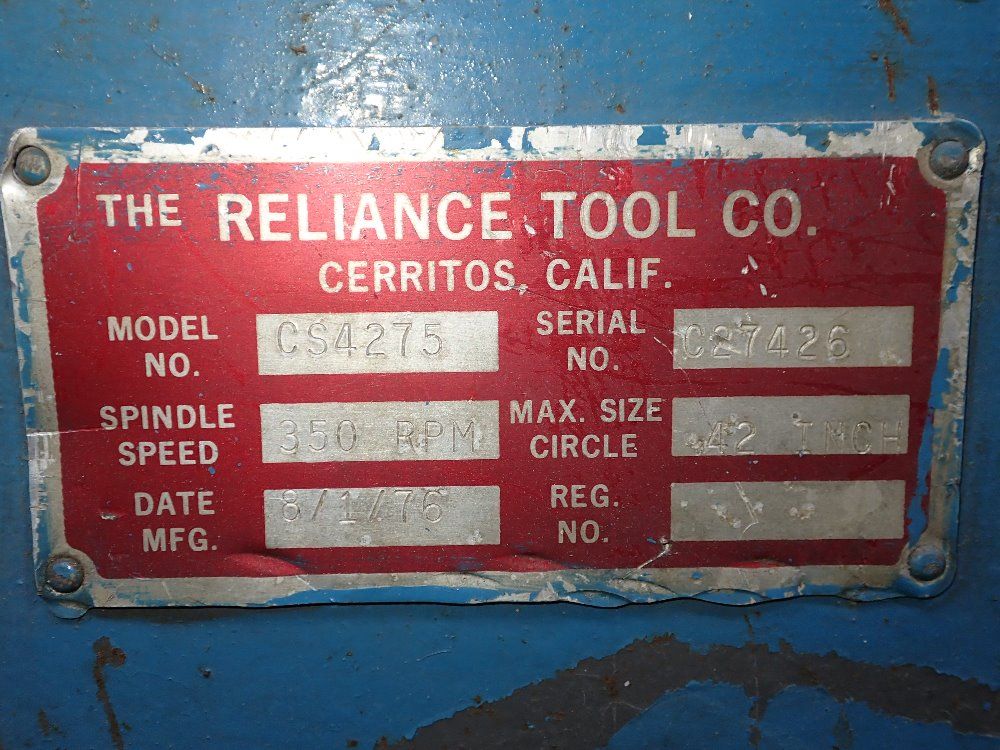 THE RELIANCE TOOL CO.
CERRITOS, CALIF.
MODEL NO. CS4275
SERIAL NO. C27426
SPINDLE SPEED 350 RPM
MAX. SIZE CIRCLE 42 INCH
DATE MFG. 8/1/76
REG. NO.